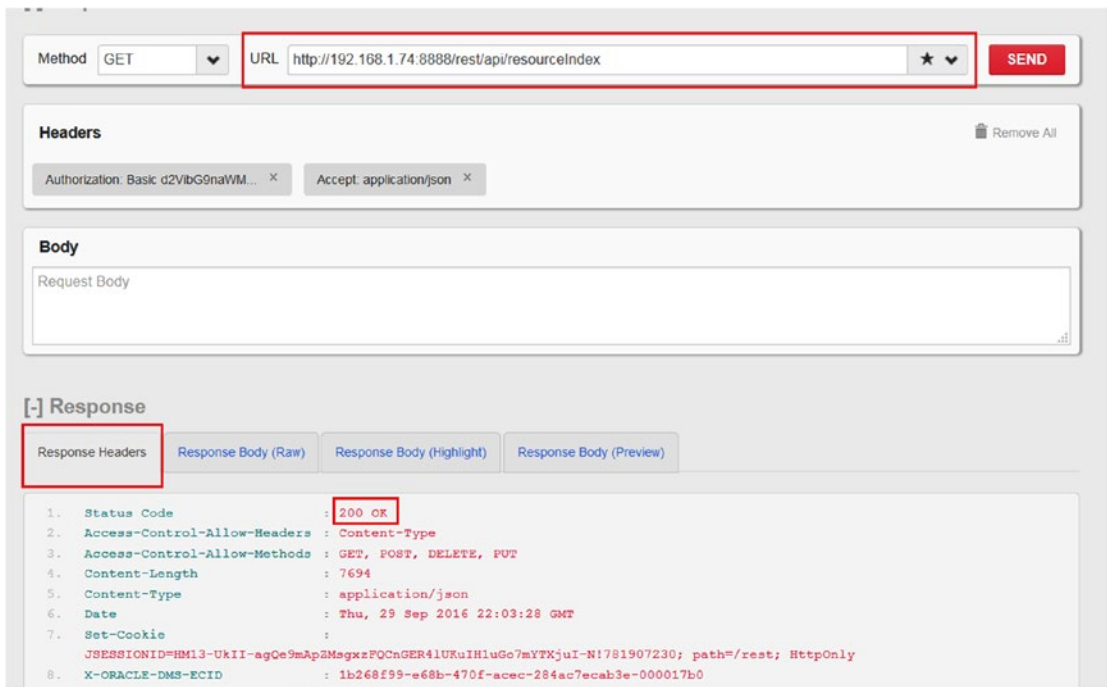 Method GET URL http://192.168.1.74:8888/rest/api/resourceIndex SEND
Headers
Remove All
Authorization: Basic d2VibG9naWM... × Accept: application/json ×
Body
Request Body
[-] Response
Response Headers Response Body (Raw) Response Body (Highlight) Response Body (Preview)
1. Status Code : 200 OK
2. Access-Control-Allow-Headers : Content-Type
3. Access-Control-Allow-Methods : GET, POST, DELETE, PUT
4. Content-Length : 7694
5. Content-Type : application/json
6. Date : Thu, 29 Sep 2016 22:03:28 GMT
7. Set-Cookie :
JSESSIONID=HM13-UkII-agQe9mApZMsgxzFQCnGER4lUKuIH1uGo7mYTXjuI-N!781907230; path=/rest; HttpOnly
8. X-ORACLE-DMS-ECID : 1b268f99-e68b-470f-acec-284ac7ecab3e-000017b0